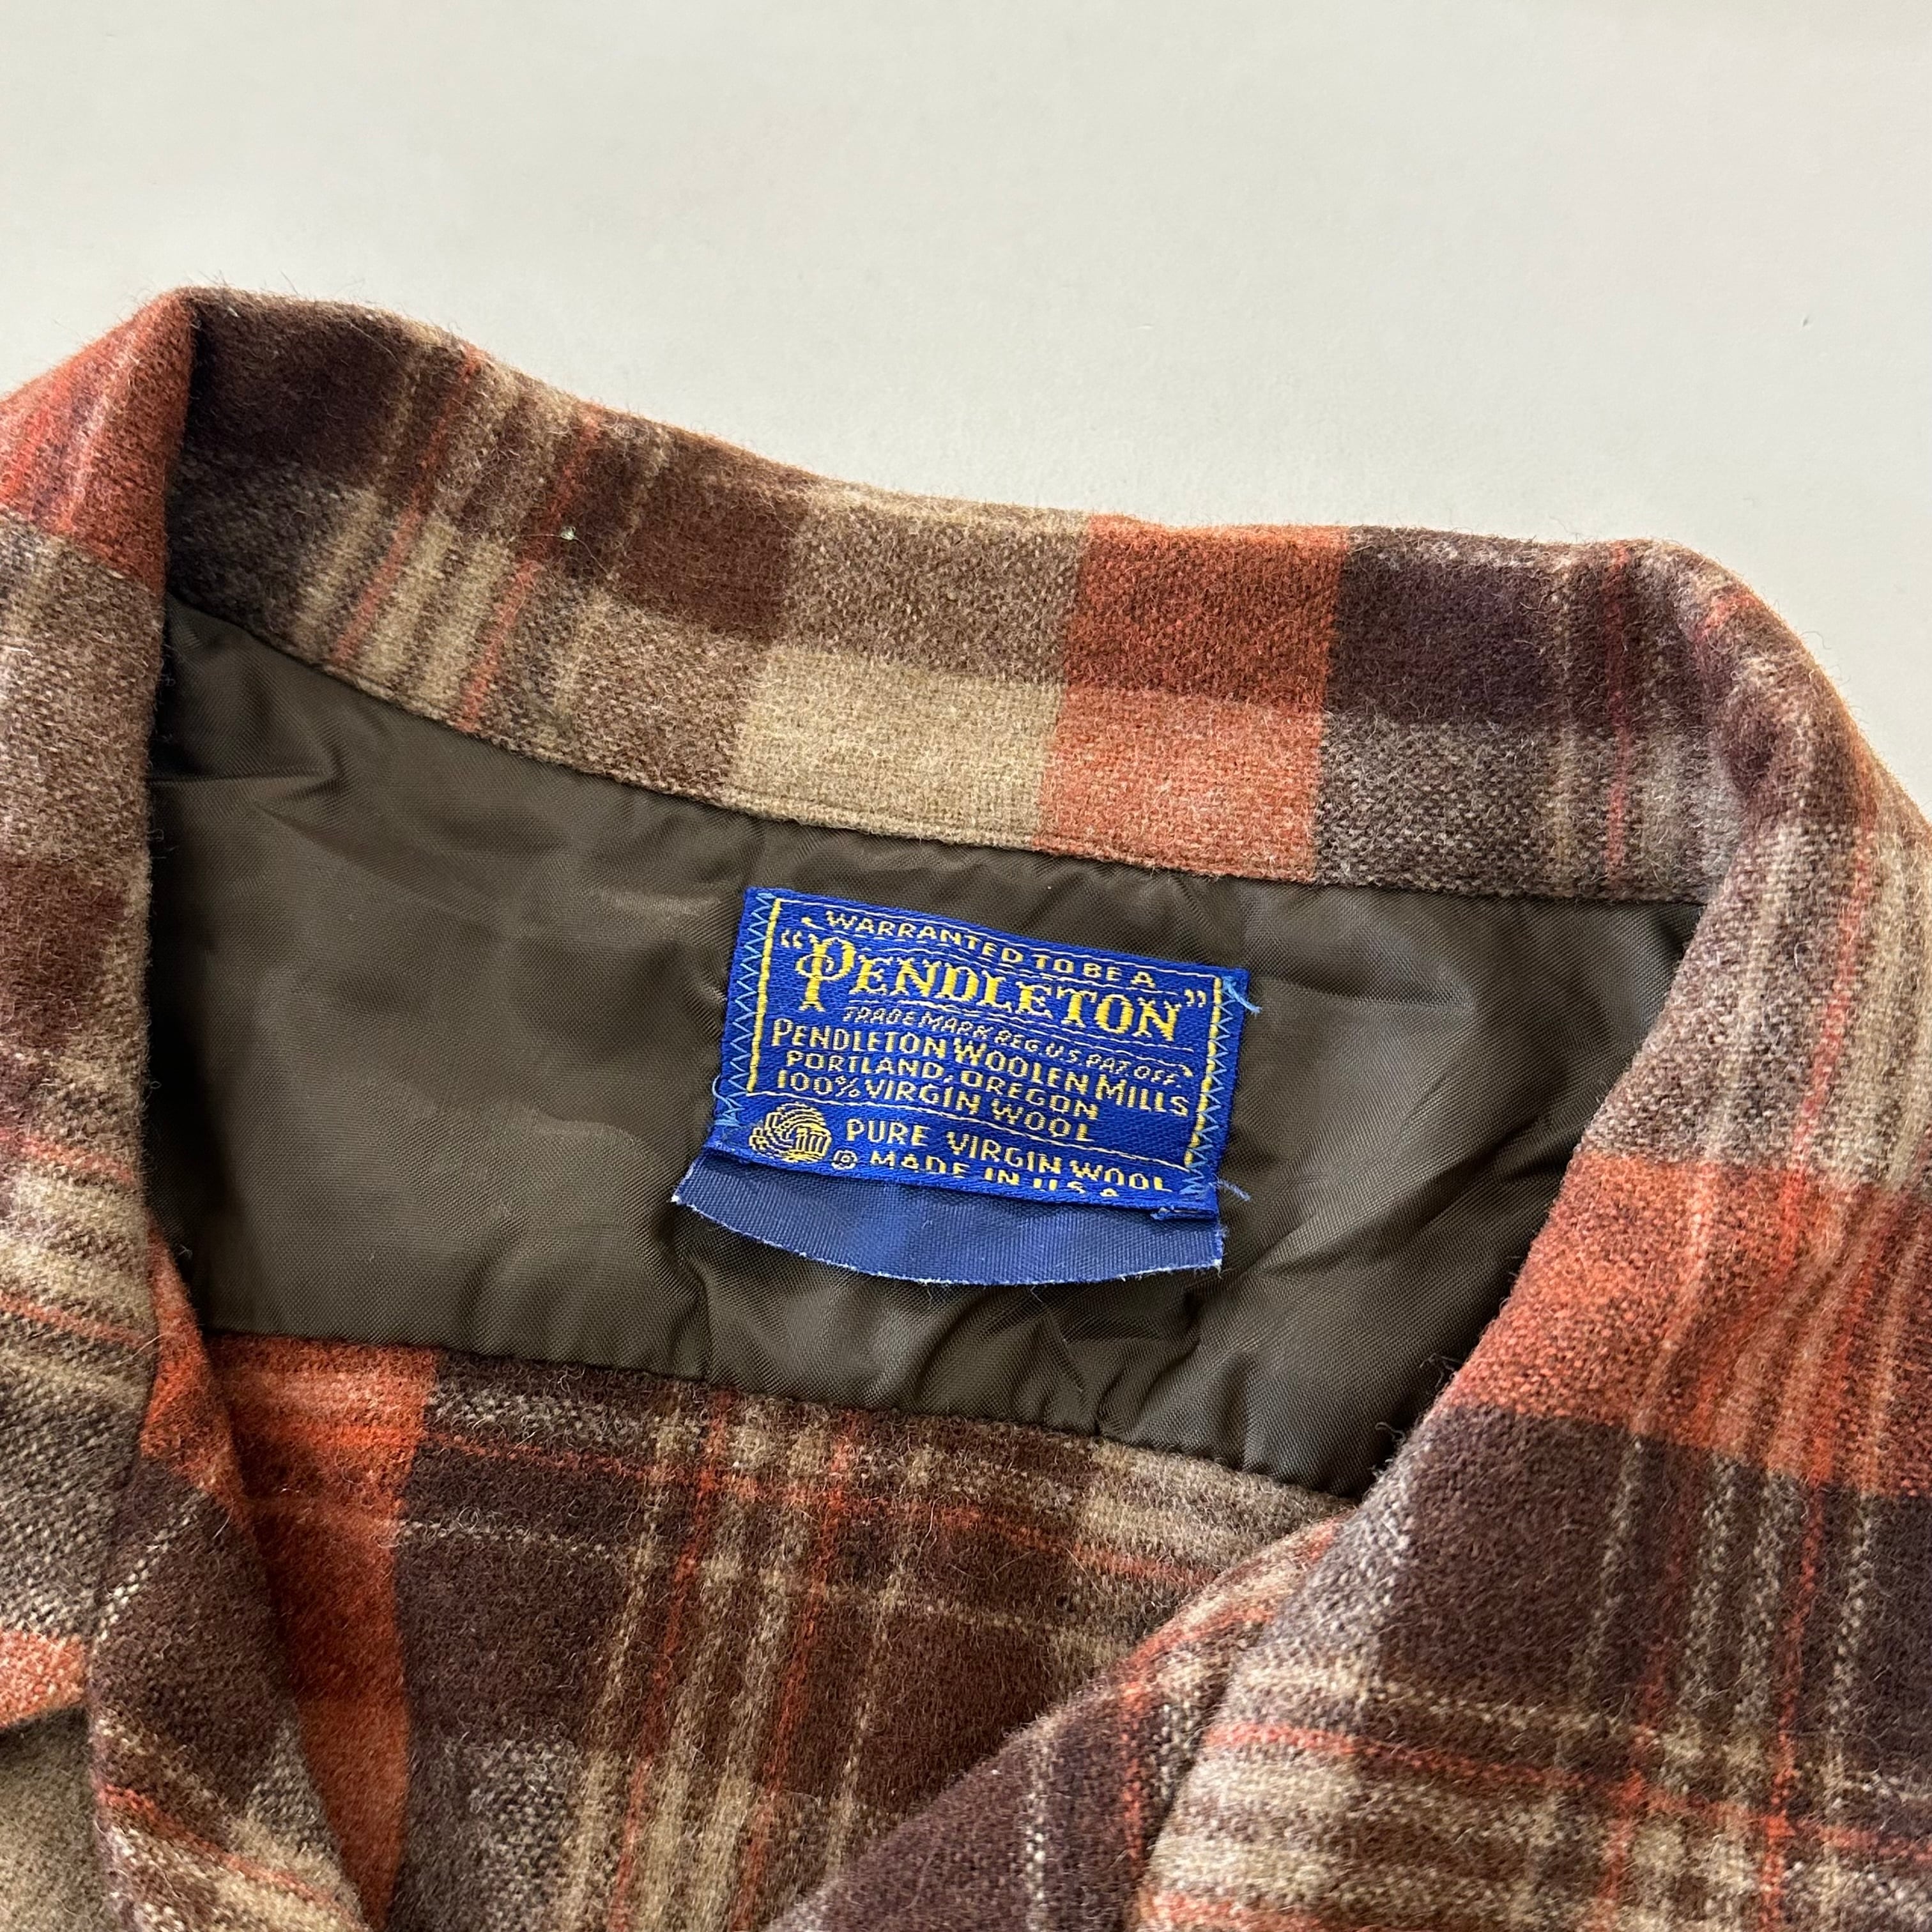 WARRANTED TO BE A
"PENDLETON"
TRADE MARK REG. U.S. PAT. OFF.
PENDLETON WOOLEN MILLS
PORTLAND, OREGON
100% VIRGIN WOOL
PURE VIRGIN WOOL
® MADE IN U.S.A.